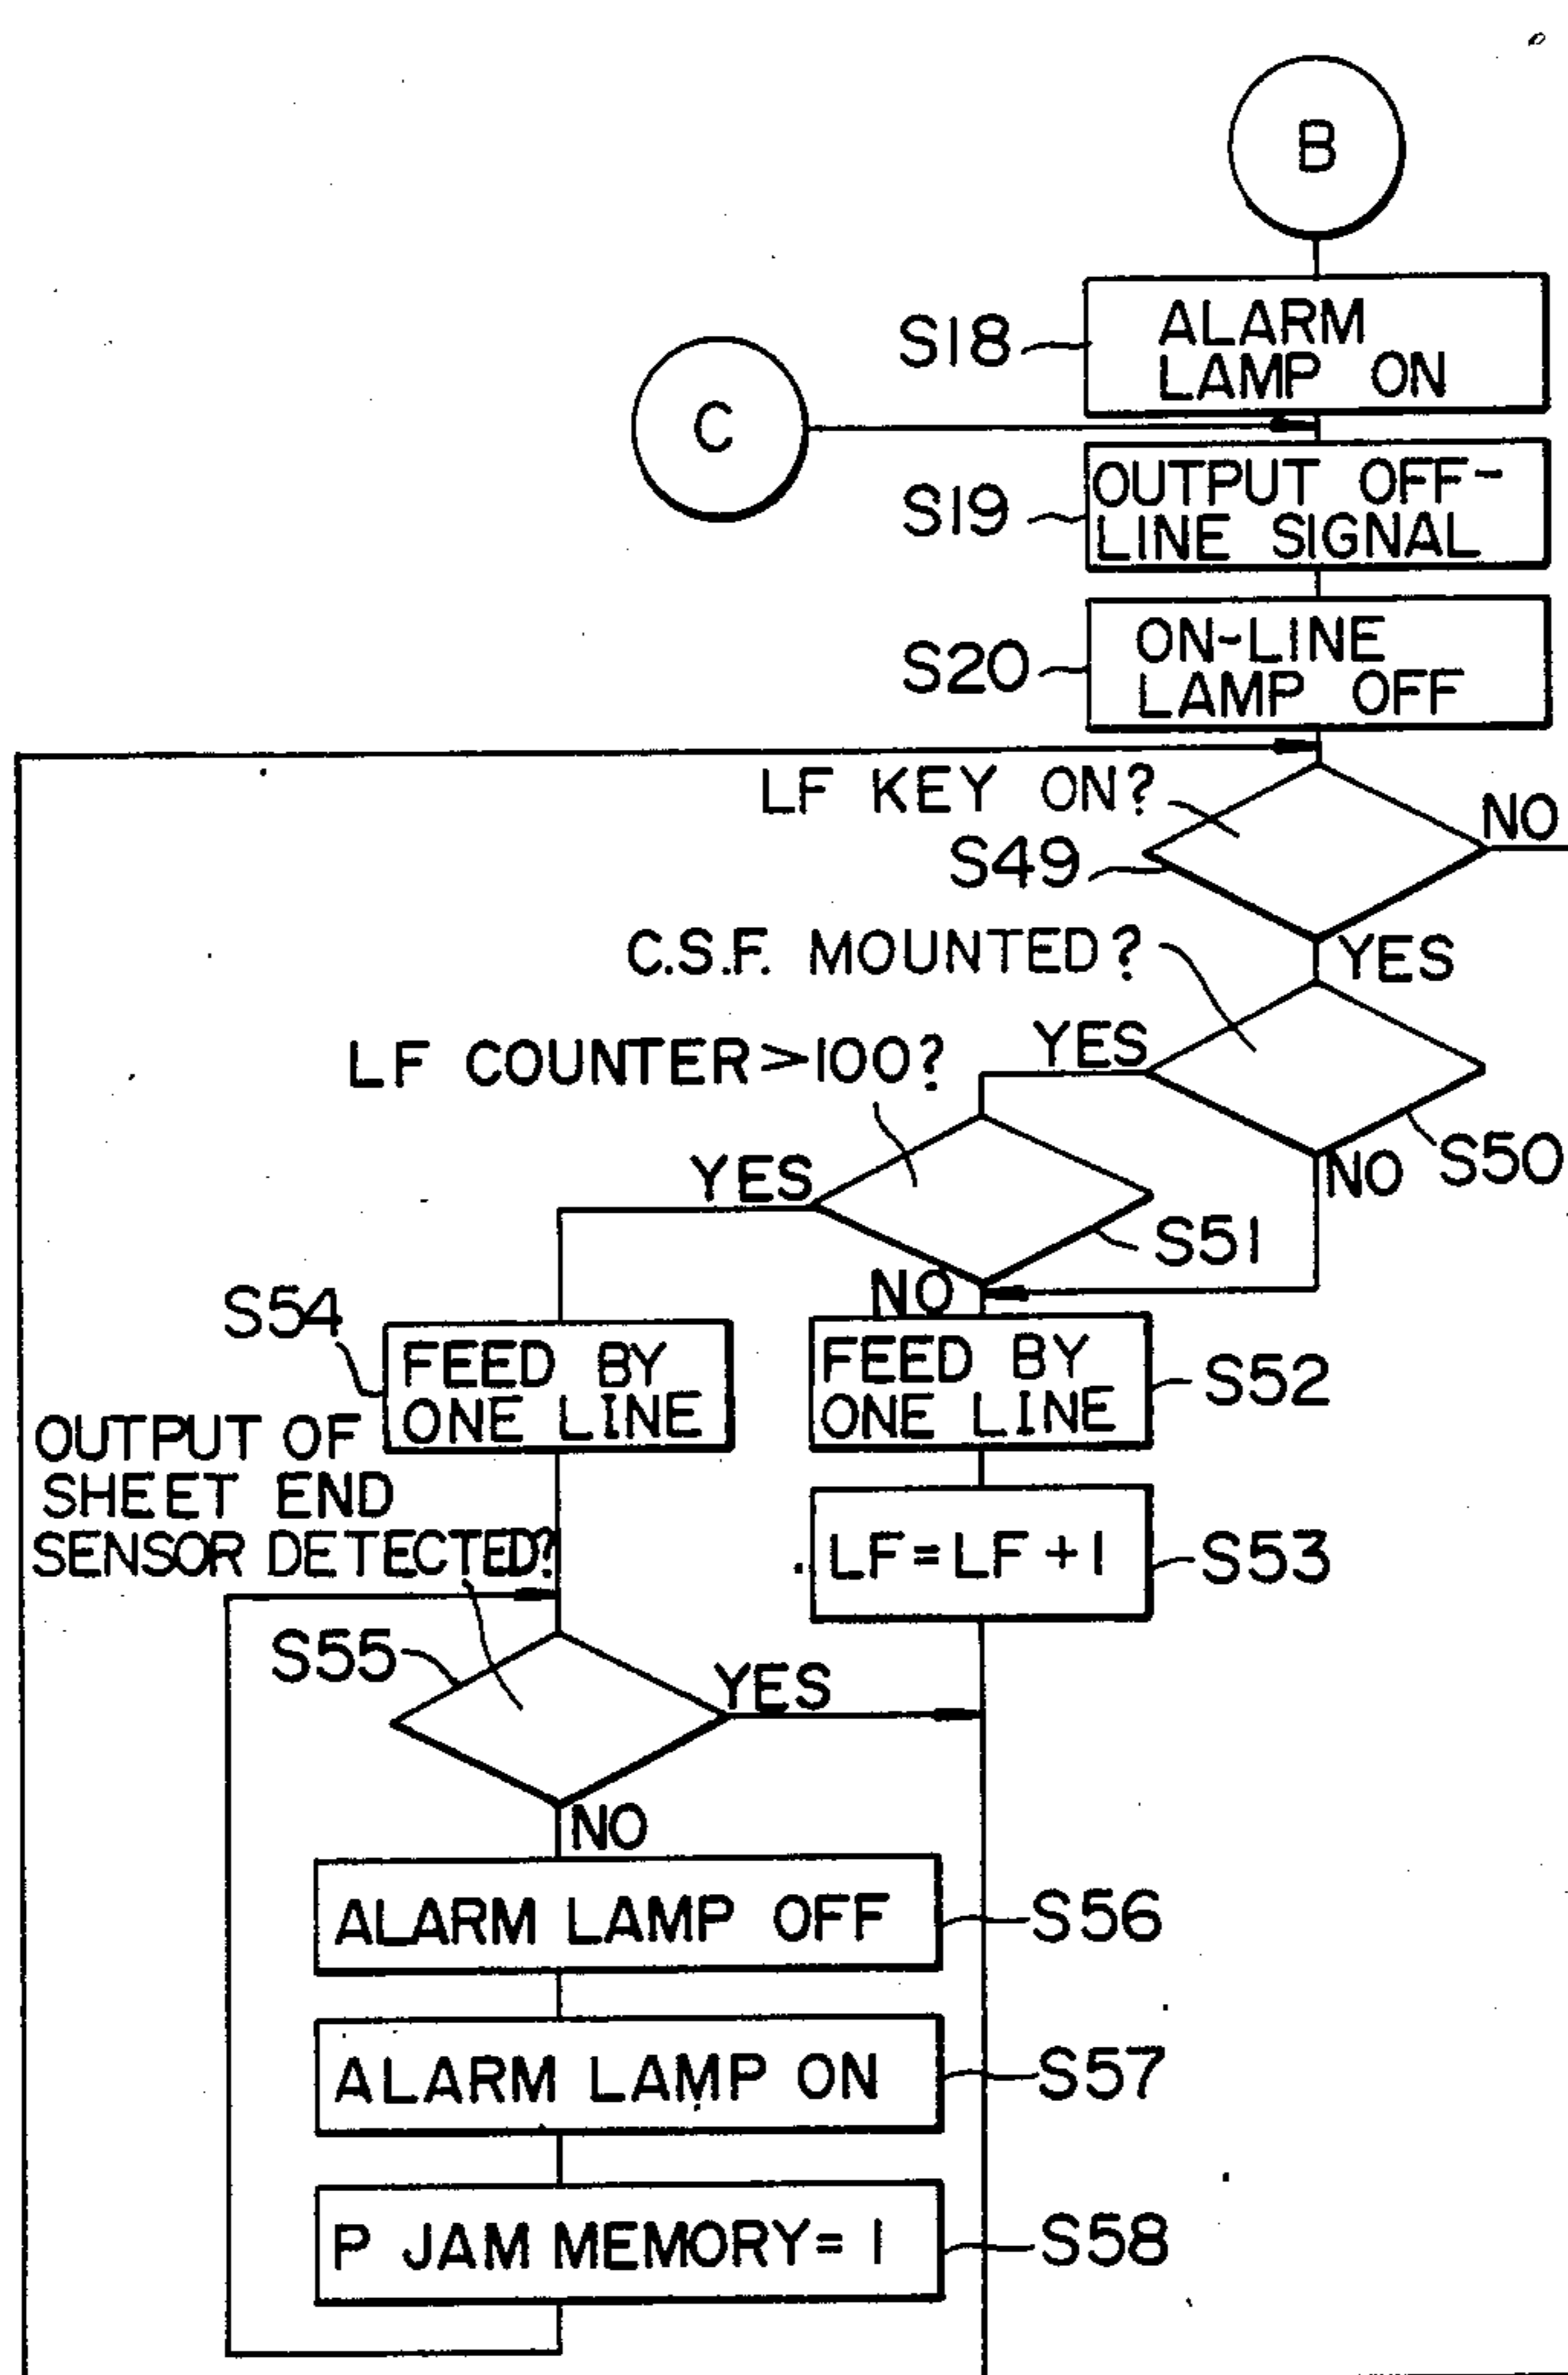 B
S18
ALARM
LAMP ON
C
S19
OUTPUT OFF-
LINE SIGNAL
S20
ON-LINE
LAMP OFF
LF KEY ON?
NO
S49
YES
C.S.F. MOUNTED?
YES
S50
NO
LF COUNTER>100?
YES
S51
NO
S54
FEED BY
ONE LINE
FEED BY
ONE LINE
S52
OUTPUT OF
SHEET END
SENSOR DETECTED?
LF=LF+1
S53
S55
YES
NO
ALARM LAMP OFF
S56
ALARM LAMP ON
S57
P JAM MEMORY=1
S58